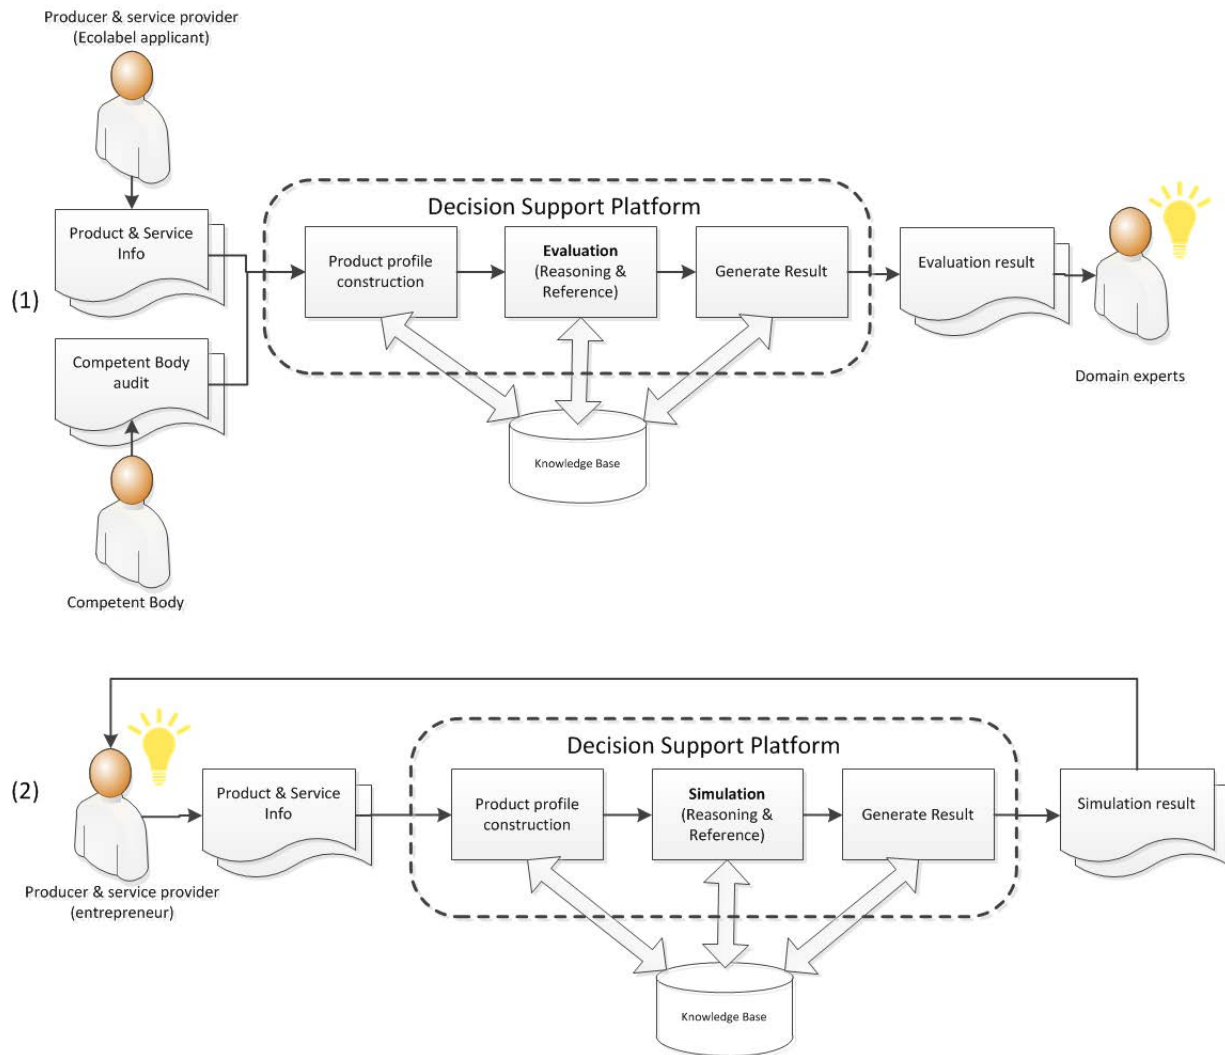 Producer & service provider
(Ecolabel applicant)
Decision Support Platform
Product & Service
Info
Product profile
construction
Evaluation
(Reasoning &
Reference)
Generate Result
Evaluation result
(1)
Competent Body
audit
Domain experts
Knowledge Base
Competent Body
Decision Support Platform
(2)
Product & Service
Info
Product profile
construction
Simulation
(Reasoning &
Reference)
Generate Result
Simulation result
Producer & service provider
(entrepreneur)
Knowledge Base